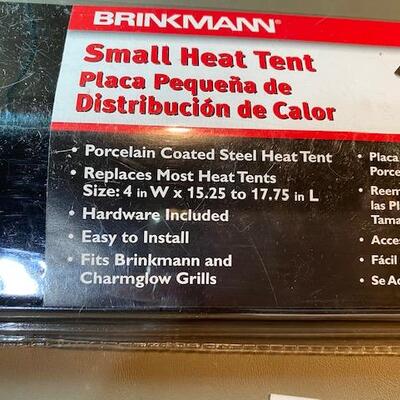 BRINKMANN®
Small Heat Tent
Placa Pequeña de
Distribución de Calor
• Porcelain Coated Steel Heat Tent
• Replaces Most Heat Tents
Size: 4 in W x 15.25 to 17.75 in L
• Hardware Included
• Easy to Install
• Fits Brinkmann and
Charmglow Grills
• Placa
Porce
• Reem
las Pl
Tama
• Acces
• Fácil
• Se Ad